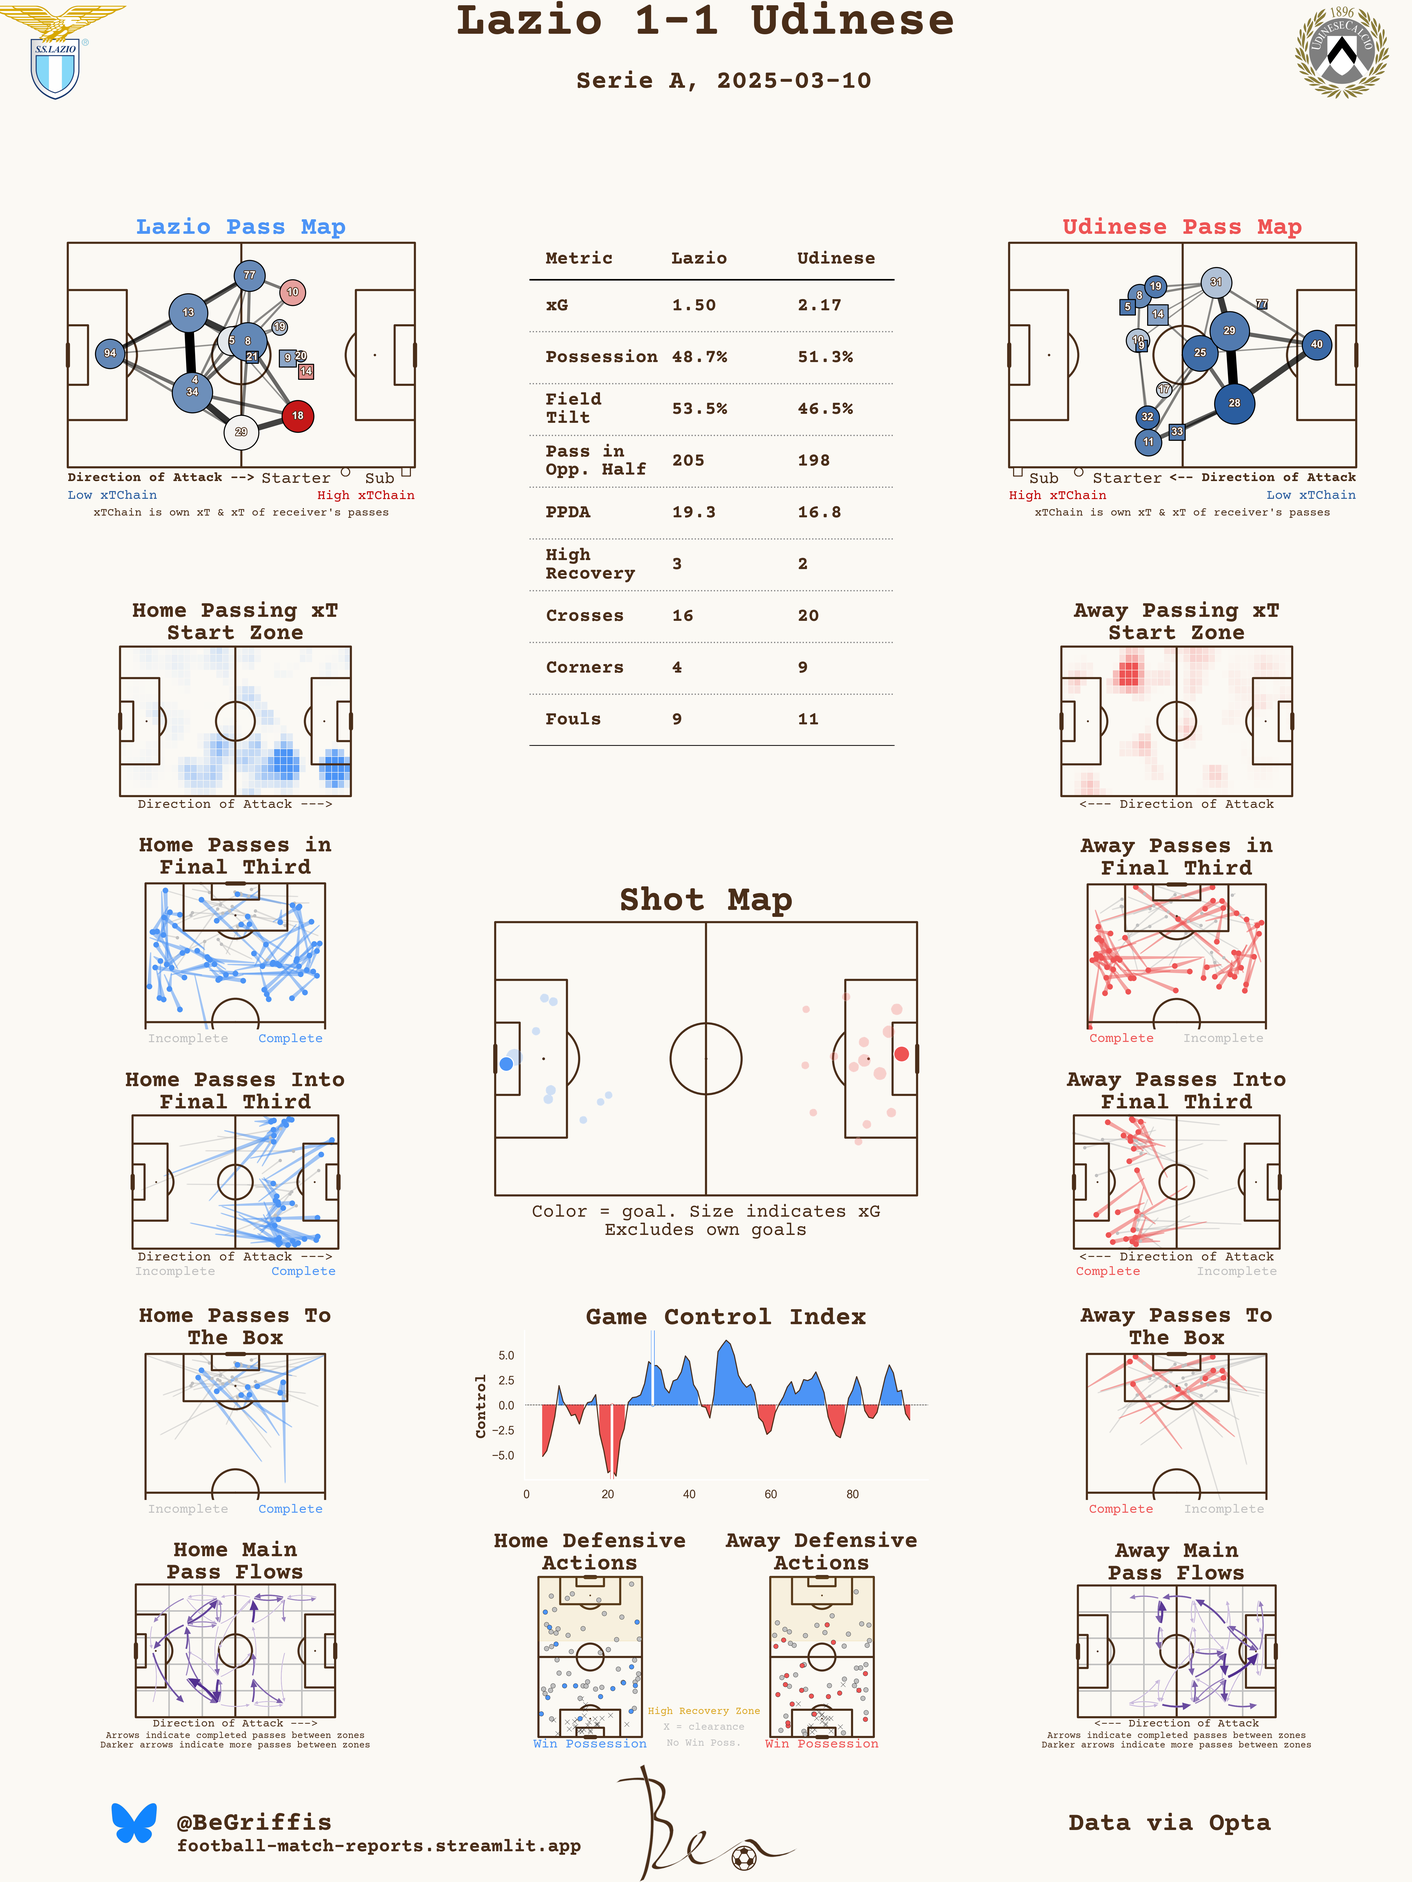 Lazio 1-1 Udinese
Serie A, 2025-03-10
S.S.LAZIO
®
1896
UDINESE CALCIO
Lazio Pass Map
77
10
13
19
5
8
94
21
9
20
14
4
34
18
29
Direction of Attack --> Starter Sub
Low xTChain High xTChain
xTChain is own xT & xT of receiver's passes
Metric Lazio Udinese
xG 1.50 2.17
Possession 48.7% 51.3%
Field
Tilt 53.5% 46.5%
Pass in
Opp. Half 205 198
PPDA 19.3 16.8
High
Recovery 3 2
Crosses 16 20
Corners 4 9
Fouls 9 11
Udinese Pass Map
31
19
8
5
14
77
29
10
9
25
40
17
28
32
33
11
Sub Starter <-- Direction of Attack
High xTChain Low xTChain
xTChain is own xT & xT of receiver's passes
Home Passing xT
Start Zone
Direction of Attack --->
Away Passing xT
Start Zone
<--- Direction of Attack
Home Passes in
Final Third
Incomplete Complete
Away Passes in
Final Third
Complete Incomplete
Shot Map
Color = goal. Size indicates xG
Excludes own goals
Home Passes Into
Final Third
Direction of Attack --->
Incomplete Complete
Away Passes Into
Final Third
<--- Direction of Attack
Complete Incomplete
Home Passes To
The Box
Incomplete Complete
Game Control Index
Control
5.0
2.5
0.0
−2.5
−5.0
0 20 40 60 80
Away Passes To
The Box
Complete Incomplete
Home Main
Pass Flows
Direction of Attack --->
Arrows indicate completed passes between zones
Darker arrows indicate more passes between zones
Home Defensive
Actions
Win Possession
High Recovery Zone
X = clearance
No Win Poss.
Away Defensive
Actions
Win Possession
Away Main
Pass Flows
<--- Direction of Attack
Arrows indicate completed passes between zones
Darker arrows indicate more passes between zones
@BeGriffis
football-match-reports.streamlit.app
Ben
Data via Opta